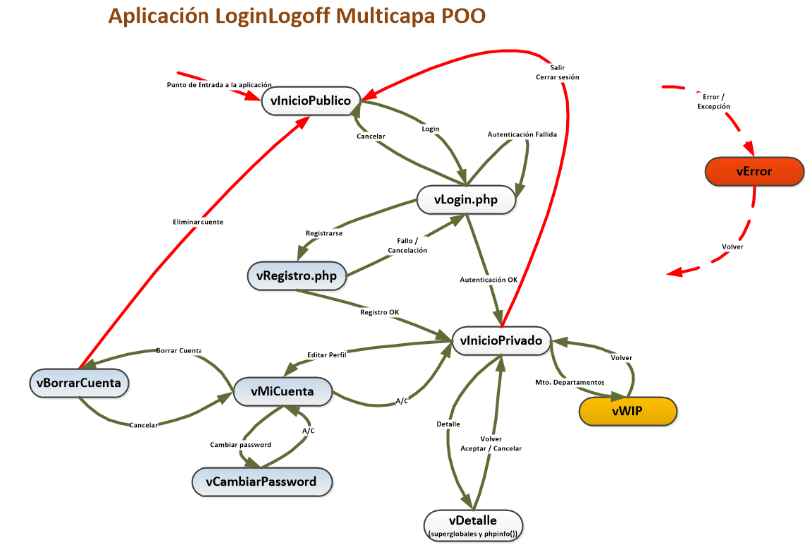 Aplicación LoginLogoff Multicapa POO
Salir
Cerrar sesión
Punto de Entrada a la aplicación
vInicioPublico
Error /
Excepción
Login
Cancelar
Autenticación Fallida
vError
vLogin.php
Eliminar cuente
Registrarse
Fallo /
Cancelación
Volver
vRegistro.php
Autenticación OK
Registro OK
vInicioPrivado
Borrar Cuenta
Editar Perfil
Volver
vBorrarCuenta
vMiCuenta
Mto. Departamentos
A/C
vWIP
Cancelar
Detalle
A/C
Volver
Aceptar / Cancelar
Cambiar password
vCambiarPassword
vDetalle
(superglobales y phpinfo())